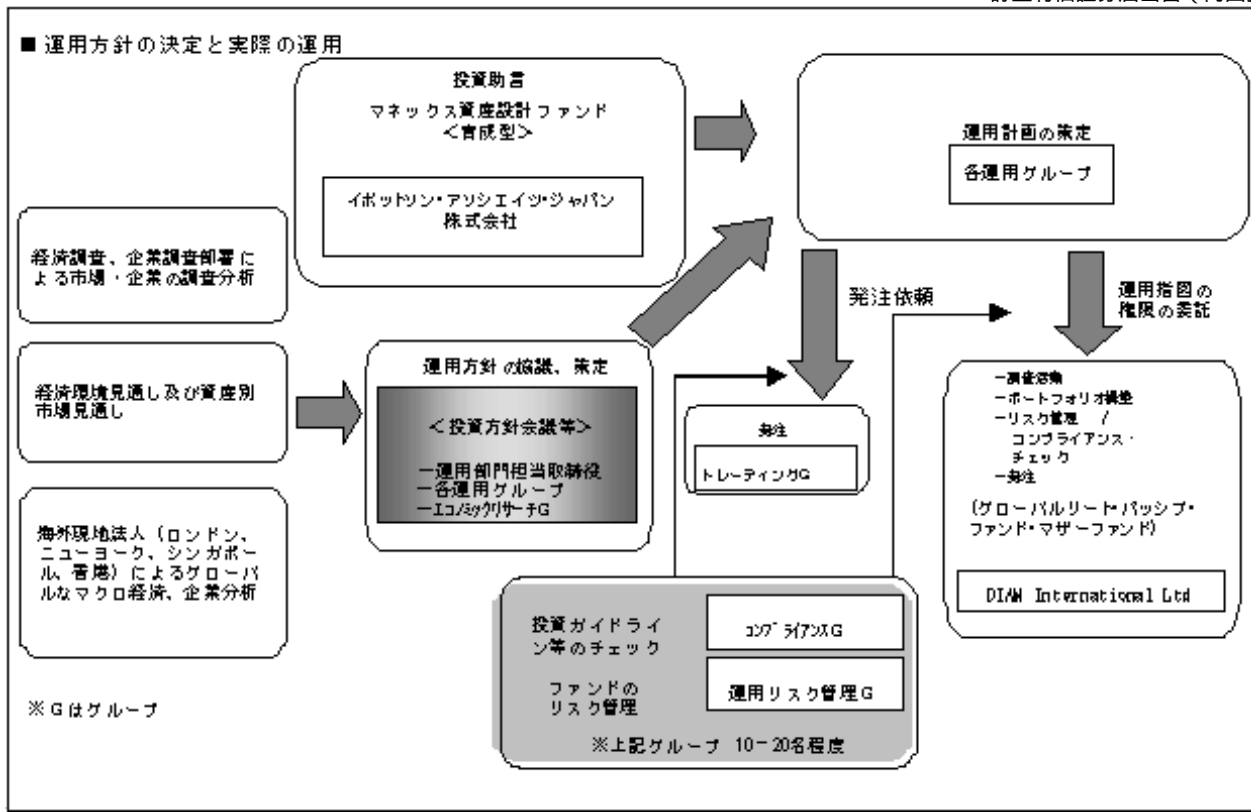 ■ 運用方針の決定と実際の運用
投資助言
マネックス資産設計ファンド
＜育成型＞
イボットソン・アソシエイツ・ジャパン
株式会社
運用計画の策定
各運用グループ
経済調査、企業調査部署に
よる市場・企業の調査分析
経済環境見通し及び資産別
市場見通し
海外現地法人（ロンドン、
ニューヨーク、シンガポー
ル、香港）によるグローバ
ルなマクロ経済、企業分析
※Gはグループ
運用方針の協議、策定
＜投資方針会議等＞
－運用部門担当取締役
－各運用グループ
－エコノミックリサーチG
発注依頼
発注
トレーディングG
運用指図の
権限の委託
－調査活動
－ポートフォリオ構築
－リスク管理 /
コンプライアンス・
チェック
－発注
(グローバルリート・パッシブ・
ファンド・マザーファンド)
DIAM International Ltd
投資ガイドライ
ン等のチェック
コンプライアンスG
ファンドの
リスク管理
運用リスク管理G
※上記グループ 10－20名程度